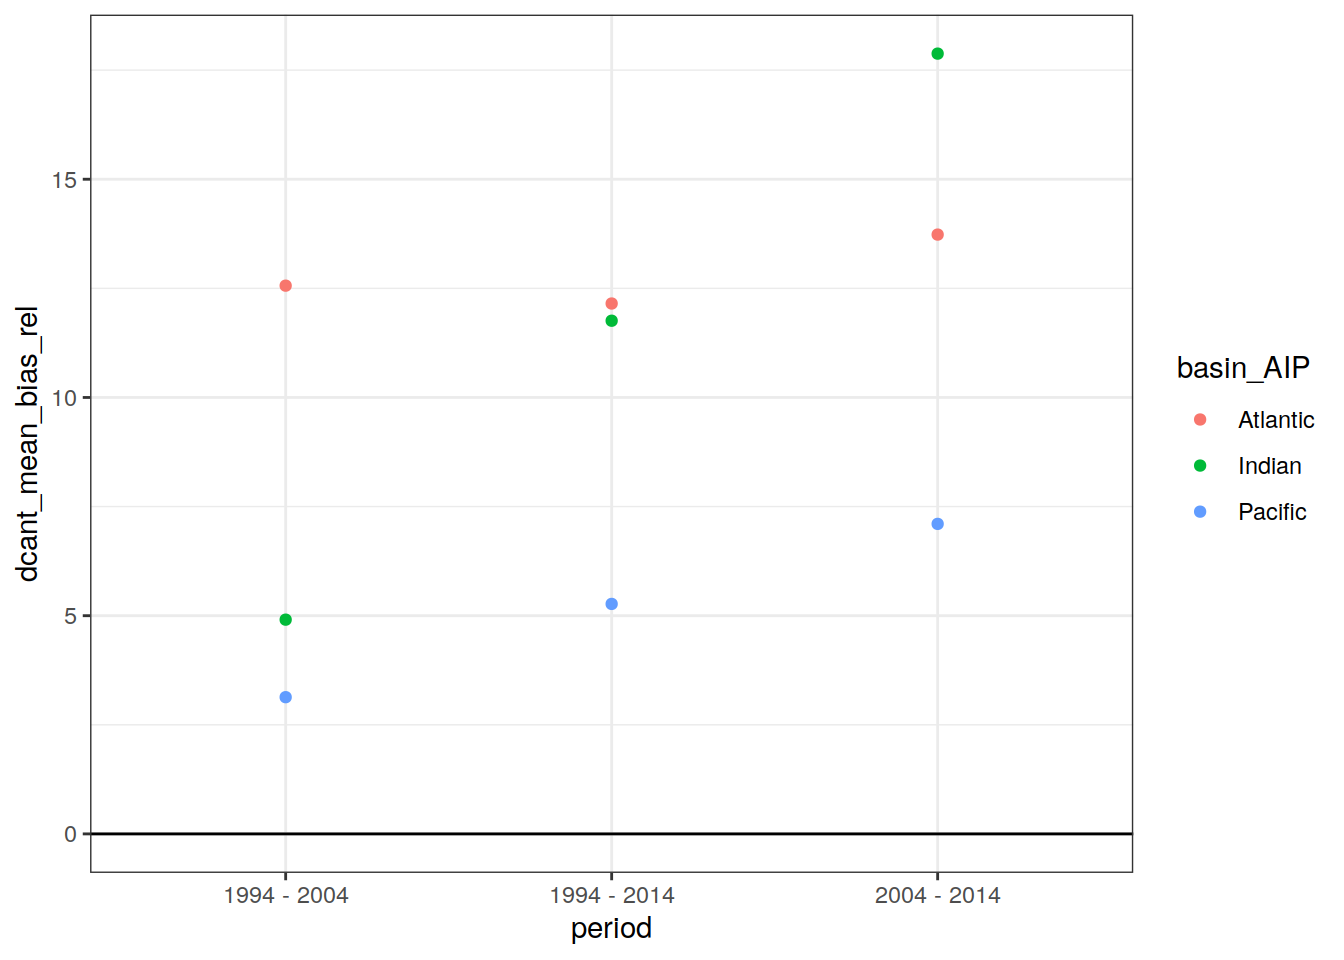 dcant_mean_bias_rel
15
10
5
0
1994 - 2004
1994 - 2014
2004 - 2014
period
basin_AIP
Atlantic
Indian
Pacific